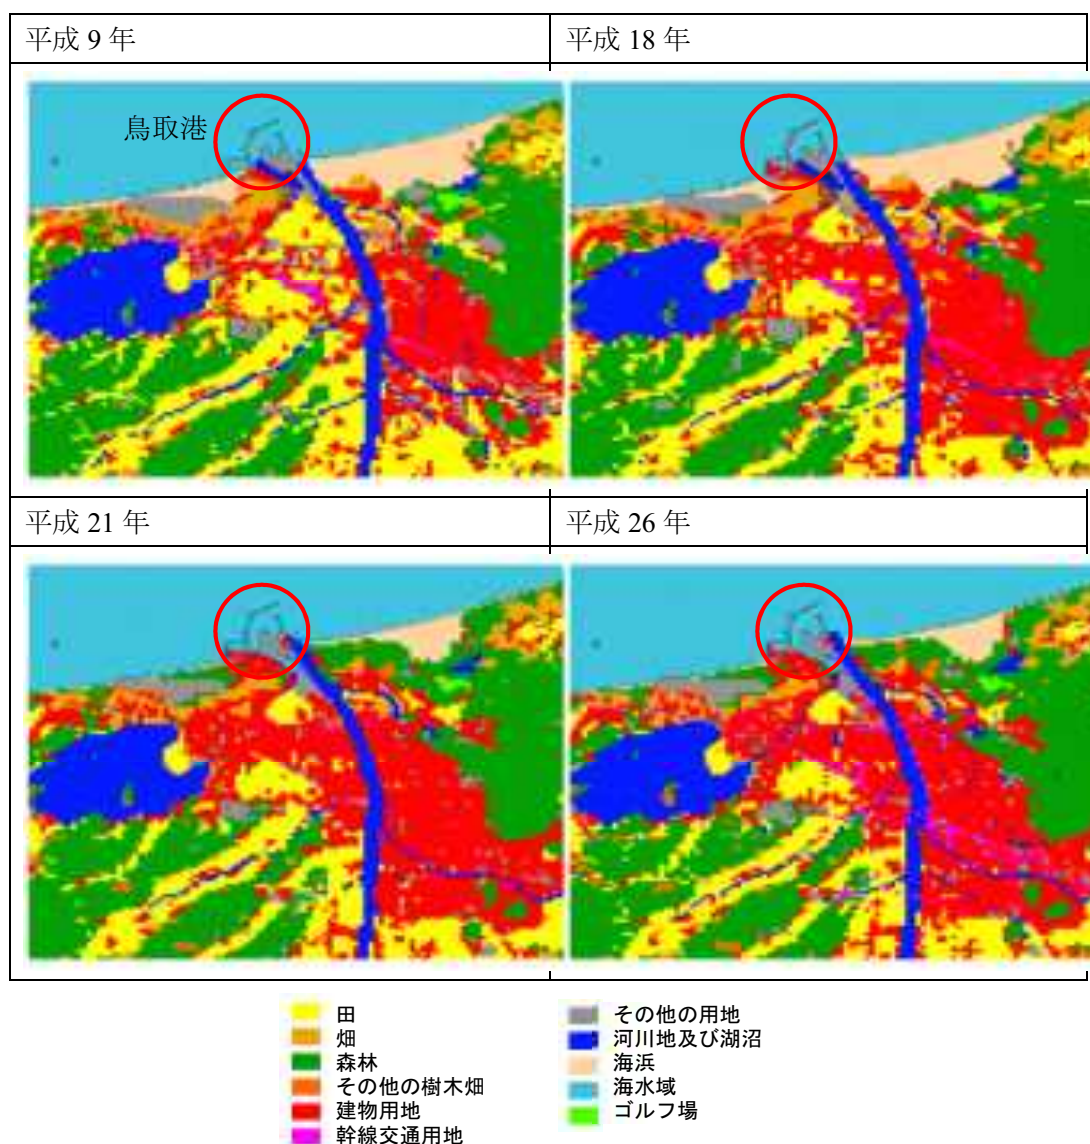 平成 9 年
平成 18 年
鳥取港
平成 21 年
平成 26 年
田
畑
森林
その他の樹木畑
建物用地
幹線交通用地
その他の用地
河川地及び湖沼
海浜
海水域
ゴルフ場